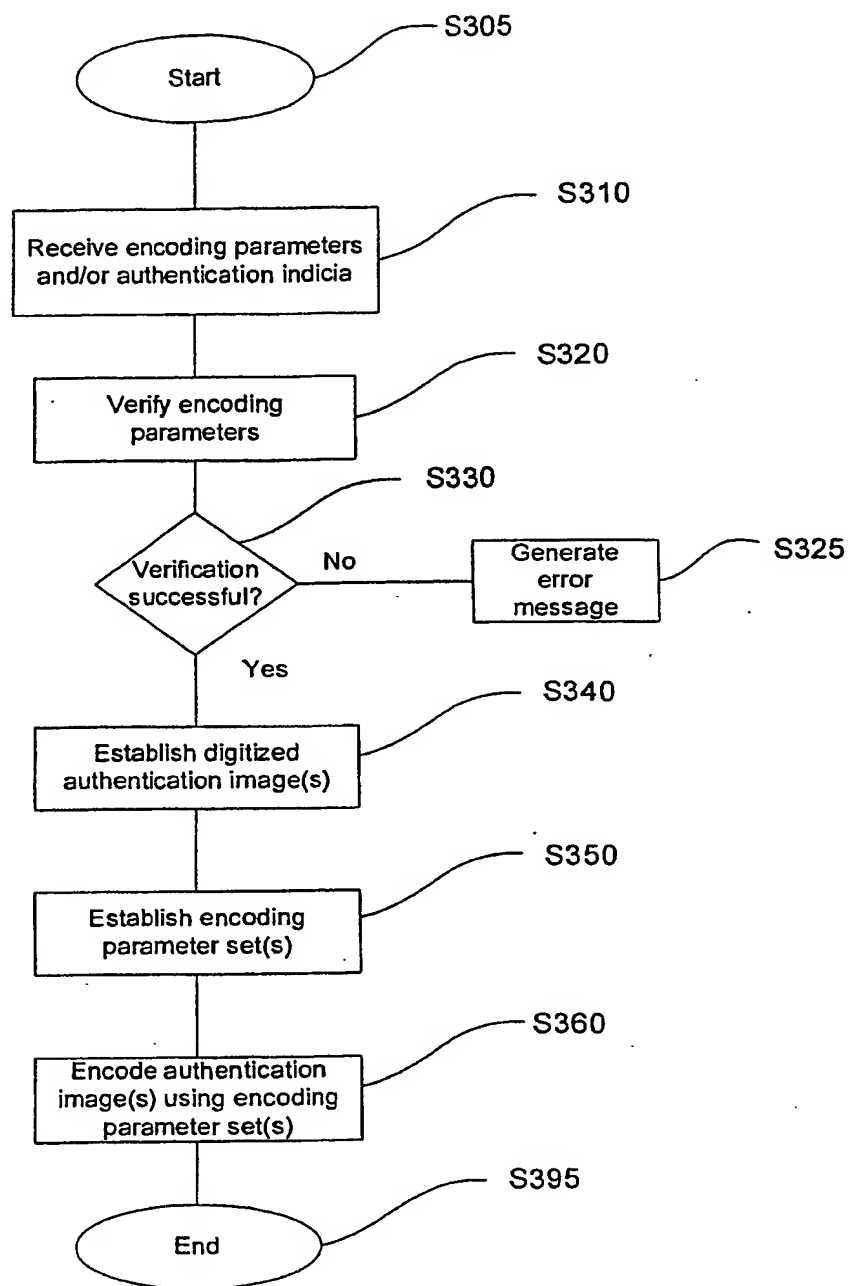 S305
Start
S310
Receive encoding parameters
and/or authentication indicia
S320
Verify encoding
parameters
S330
Verification
successful?
No
Generate
error
message
S325
Yes
S340
Establish digitized
authentication image(s)
S350
Establish encoding
parameter set(s)
S360
Encode authentication
image(s) using encoding
parameter set(s)
S395
End